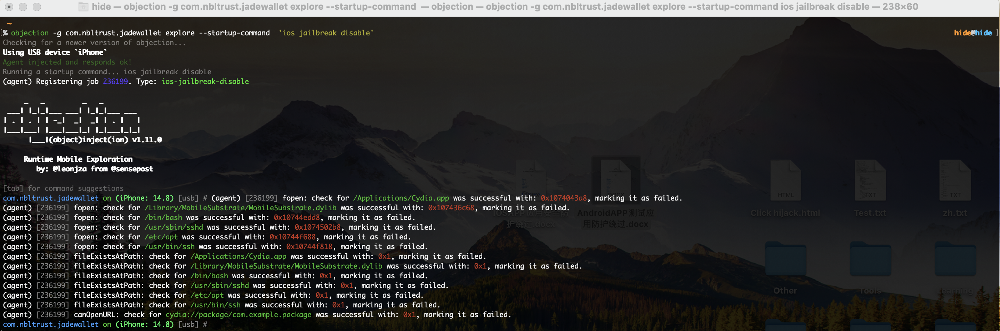 hide — objection -g com.nbltrust.jadewallet explore --startup-command — objection — objection -g com.nbltrust.jadewallet explore --startup-command ios jailbreak disable — 238×60
~
[% objection -g com.nbltrust.jadewallet explore --startup-command  'ios jailbreak disable' hide@hide ]
Checking for a newer version of objection...
Using USB device `iPhone`
Agent injected and responds ok!
Running a startup command... ios jailbreak disable
(agent) Registering job 236199. Type: ios-jailbreak-disable
     _   _         _   _
 ___| |_|_|___ ___| |_|_|___ ___
| . | . | | -_|  _|  _| | . |   |
|___|___| |___|___|_| |_|___|_|_|
      |___|(object)inject(ion) v1.11.0
Runtime Mobile Exploration
by: @leonjza from @sensepost
[tab] for command suggestions
com.nbltrust.jadewallet on (iPhone: 14.8) [usb] # (agent) [236199] fopen: check for /Applications/Cydia.app was successful with: 0x1074043a8, marking it as failed.
(agent) [236199] fopen: check for /Library/MobileSubstrate/MobileSubstrate.dylib was successful with: 0x107436c68, marking it as failed.
(agent) [236199] fopen: check for /bin/bash was successful with: 0x10744edd8, marking it as failed.
(agent) [236199] fopen: check for /usr/sbin/sshd was successful with: 0x1074502b8, marking it as failed.
(agent) [236199] fopen: check for /etc/apt was successful with: 0x10744f688, marking it as failed.
(agent) [236199] fopen: check for /usr/bin/ssh was successful with: 0x10744f818, marking it as failed.
(agent) [236199] fileExistsAtPath: check for /Applications/Cydia.app was successful with: 0x1, marking it as failed.
(agent) [236199] fileExistsAtPath: check for /Library/MobileSubstrate/MobileSubstrate.dylib was successful with: 0x1, marking it as failed.
(agent) [236199] fileExistsAtPath: check for /bin/bash was successful with: 0x1, marking it as failed.
(agent) [236199] fileExistsAtPath: check for /usr/sbin/sshd was successful with: 0x1, marking it as failed.
(agent) [236199] fileExistsAtPath: check for /etc/apt was successful with: 0x1, marking it as failed.
(agent) [236199] fileExistsAtPath: check for /usr/bin/ssh was successful with: 0x1, marking it as failed.
(agent) [236199] canOpenURL: check for cydia://package/com.example.package was successful with: 0x1, marking it as failed.
com.nbltrust.jadewallet on (iPhone: 14.8) [usb] #
DOCX
HTML
TXT
TXT
IOSAPP应用安全防
护绕过.docx
AndroidAPP测试应
用防护绕过.docx
Click hijack.html
Test.txt
zh.txt
Other
Tools
Learning